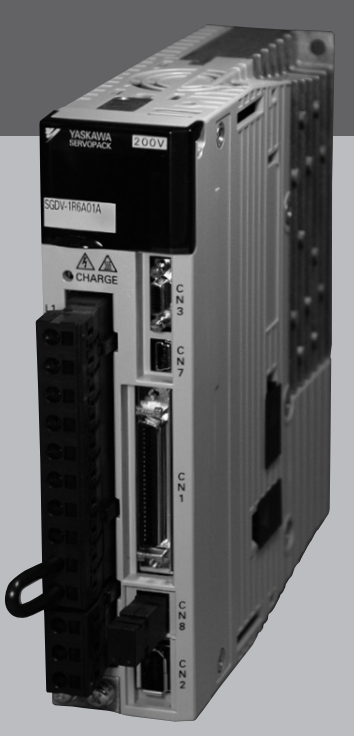 YASKAWA
SERVOPACK
200V
SGDV-1R6A01A
CHARGE
L1
CN3
CN7
CN1
CN8
CN2